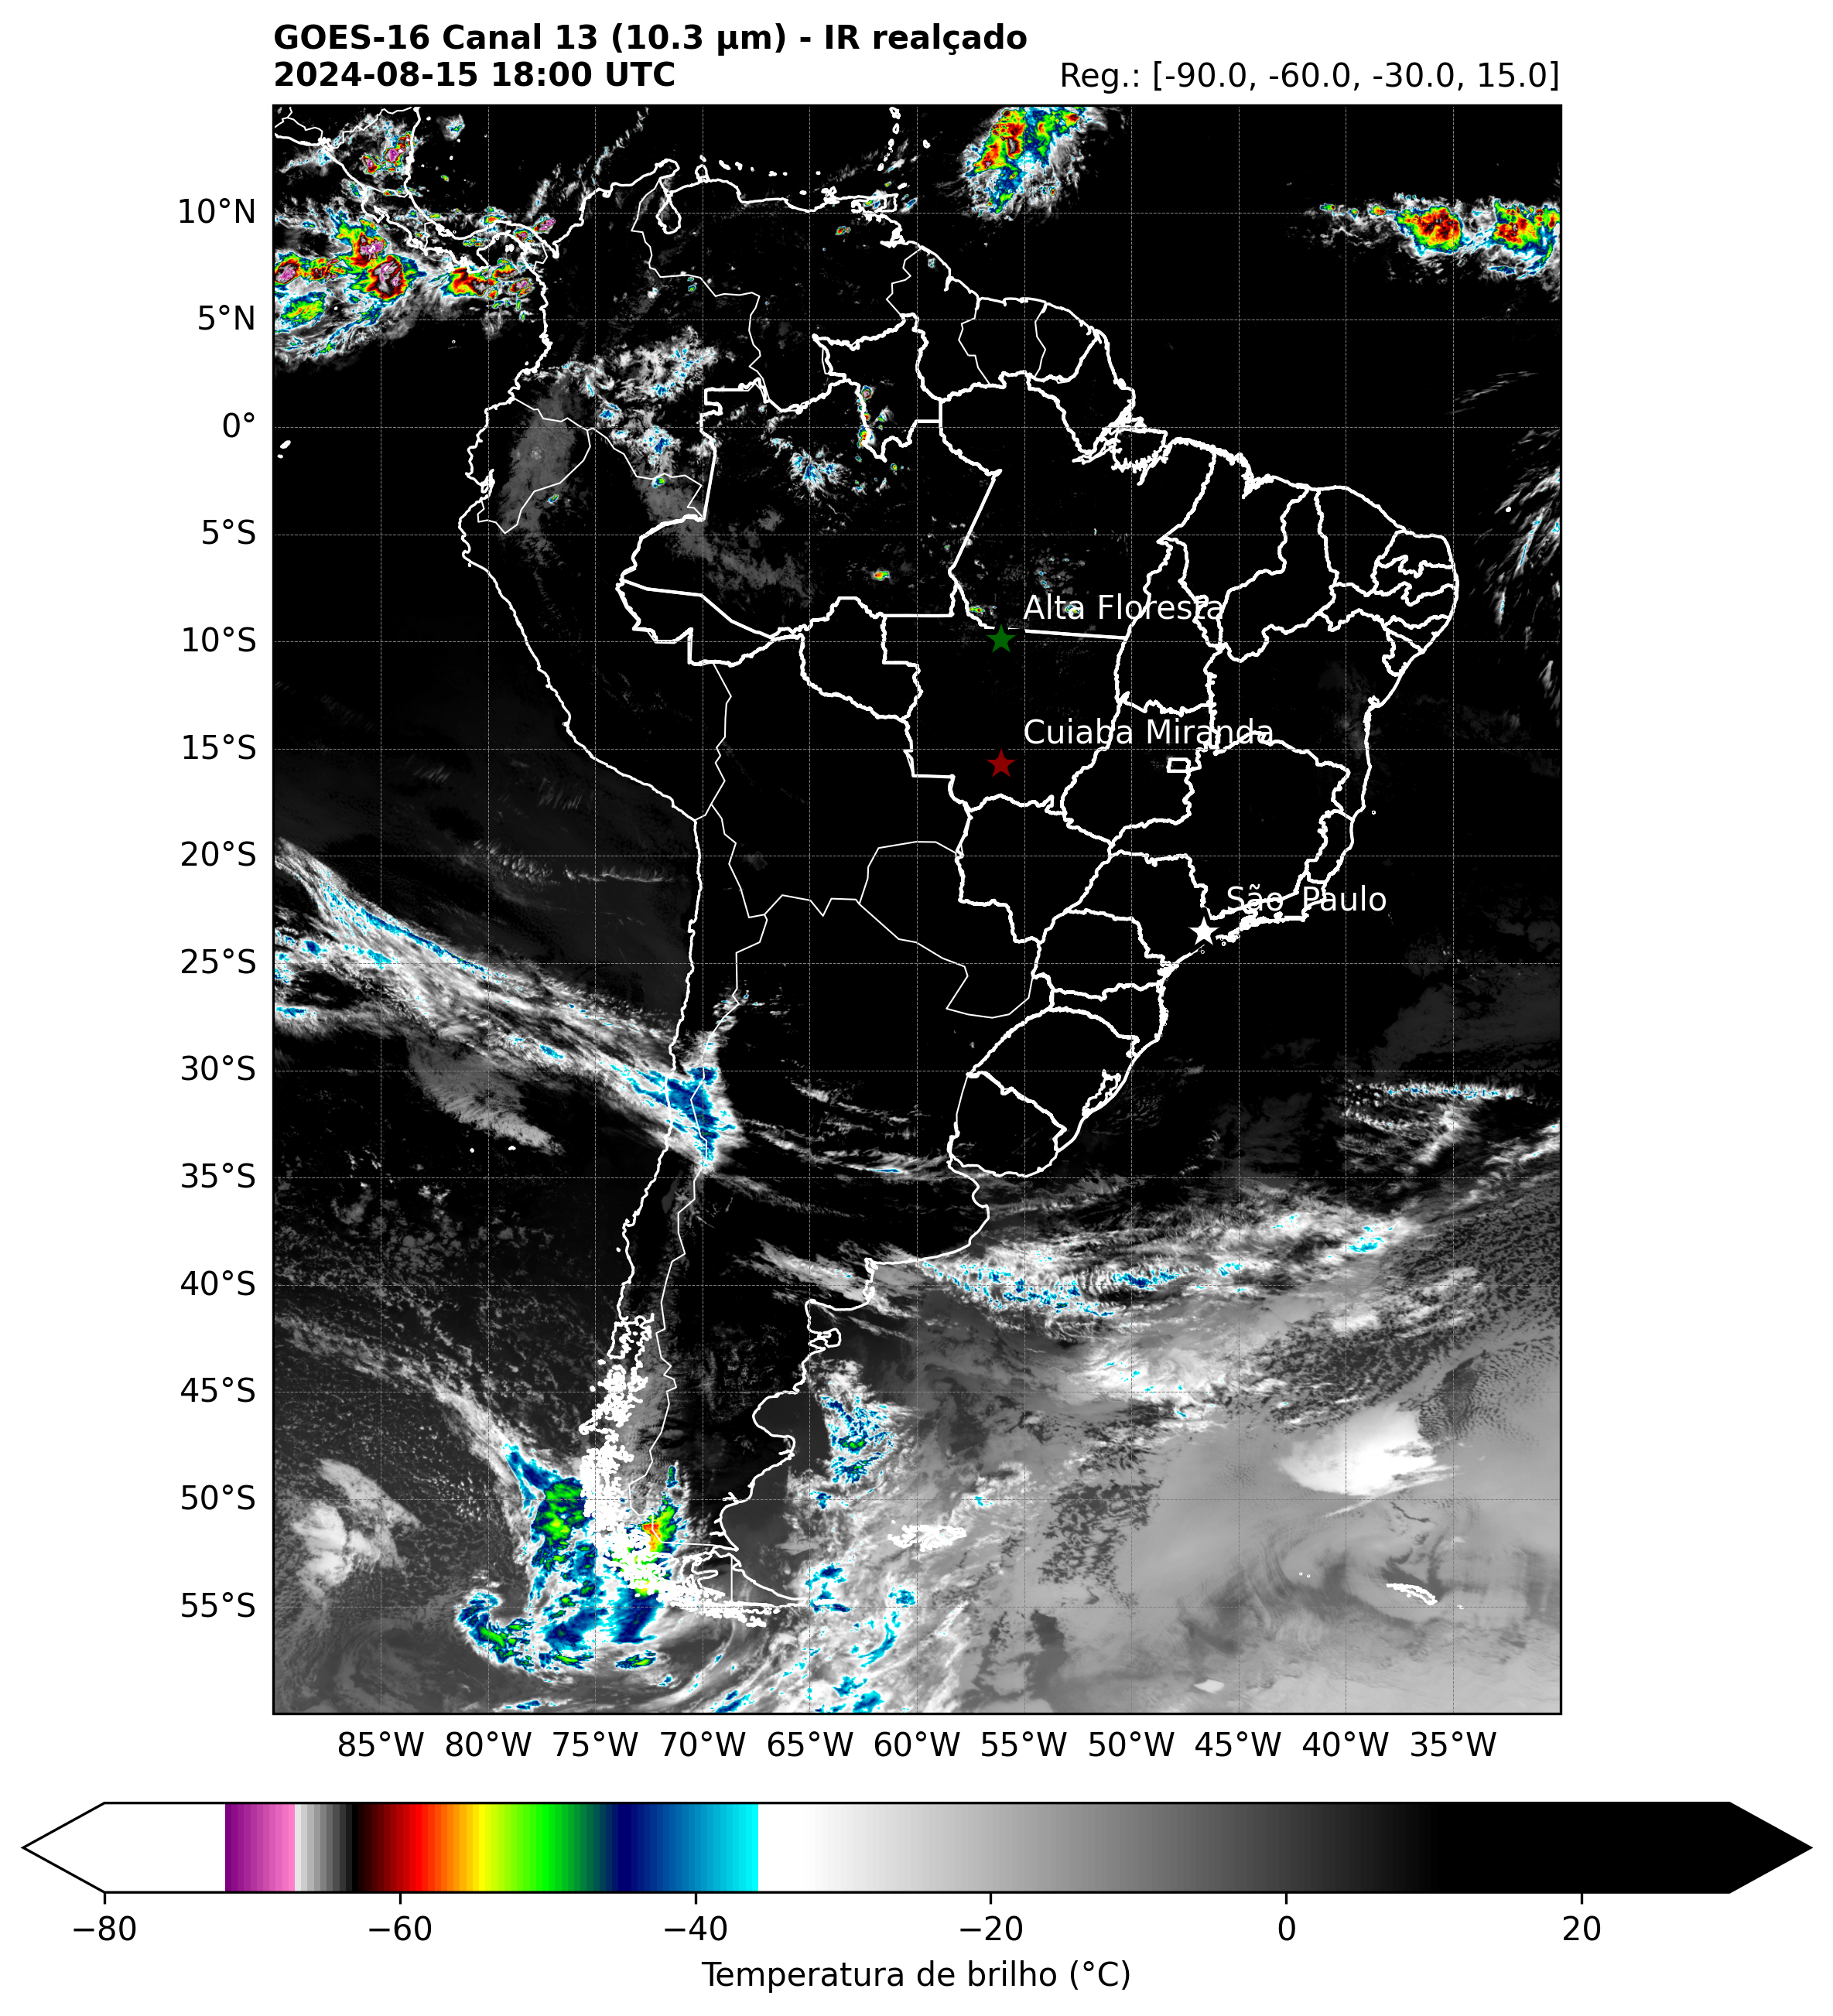 GOES-16 Canal 13 (10.3 µm) - IR realçado
2024-08-15 18:00 UTC
Reg.: [-90.0, -60.0, -30.0, 15.0]
10°N
5°N
0°
5°S
10°S
15°S
20°S
25°S
30°S
35°S
40°S
45°S
50°S
55°S
Alta Floresta
Cuiaba Miranda
São Paulo
85°W 80°W 75°W 70°W 65°W 60°W 55°W 50°W 45°W 40°W 35°W
−80 −60 −40 −20 0 20
Temperatura de brilho (°C)